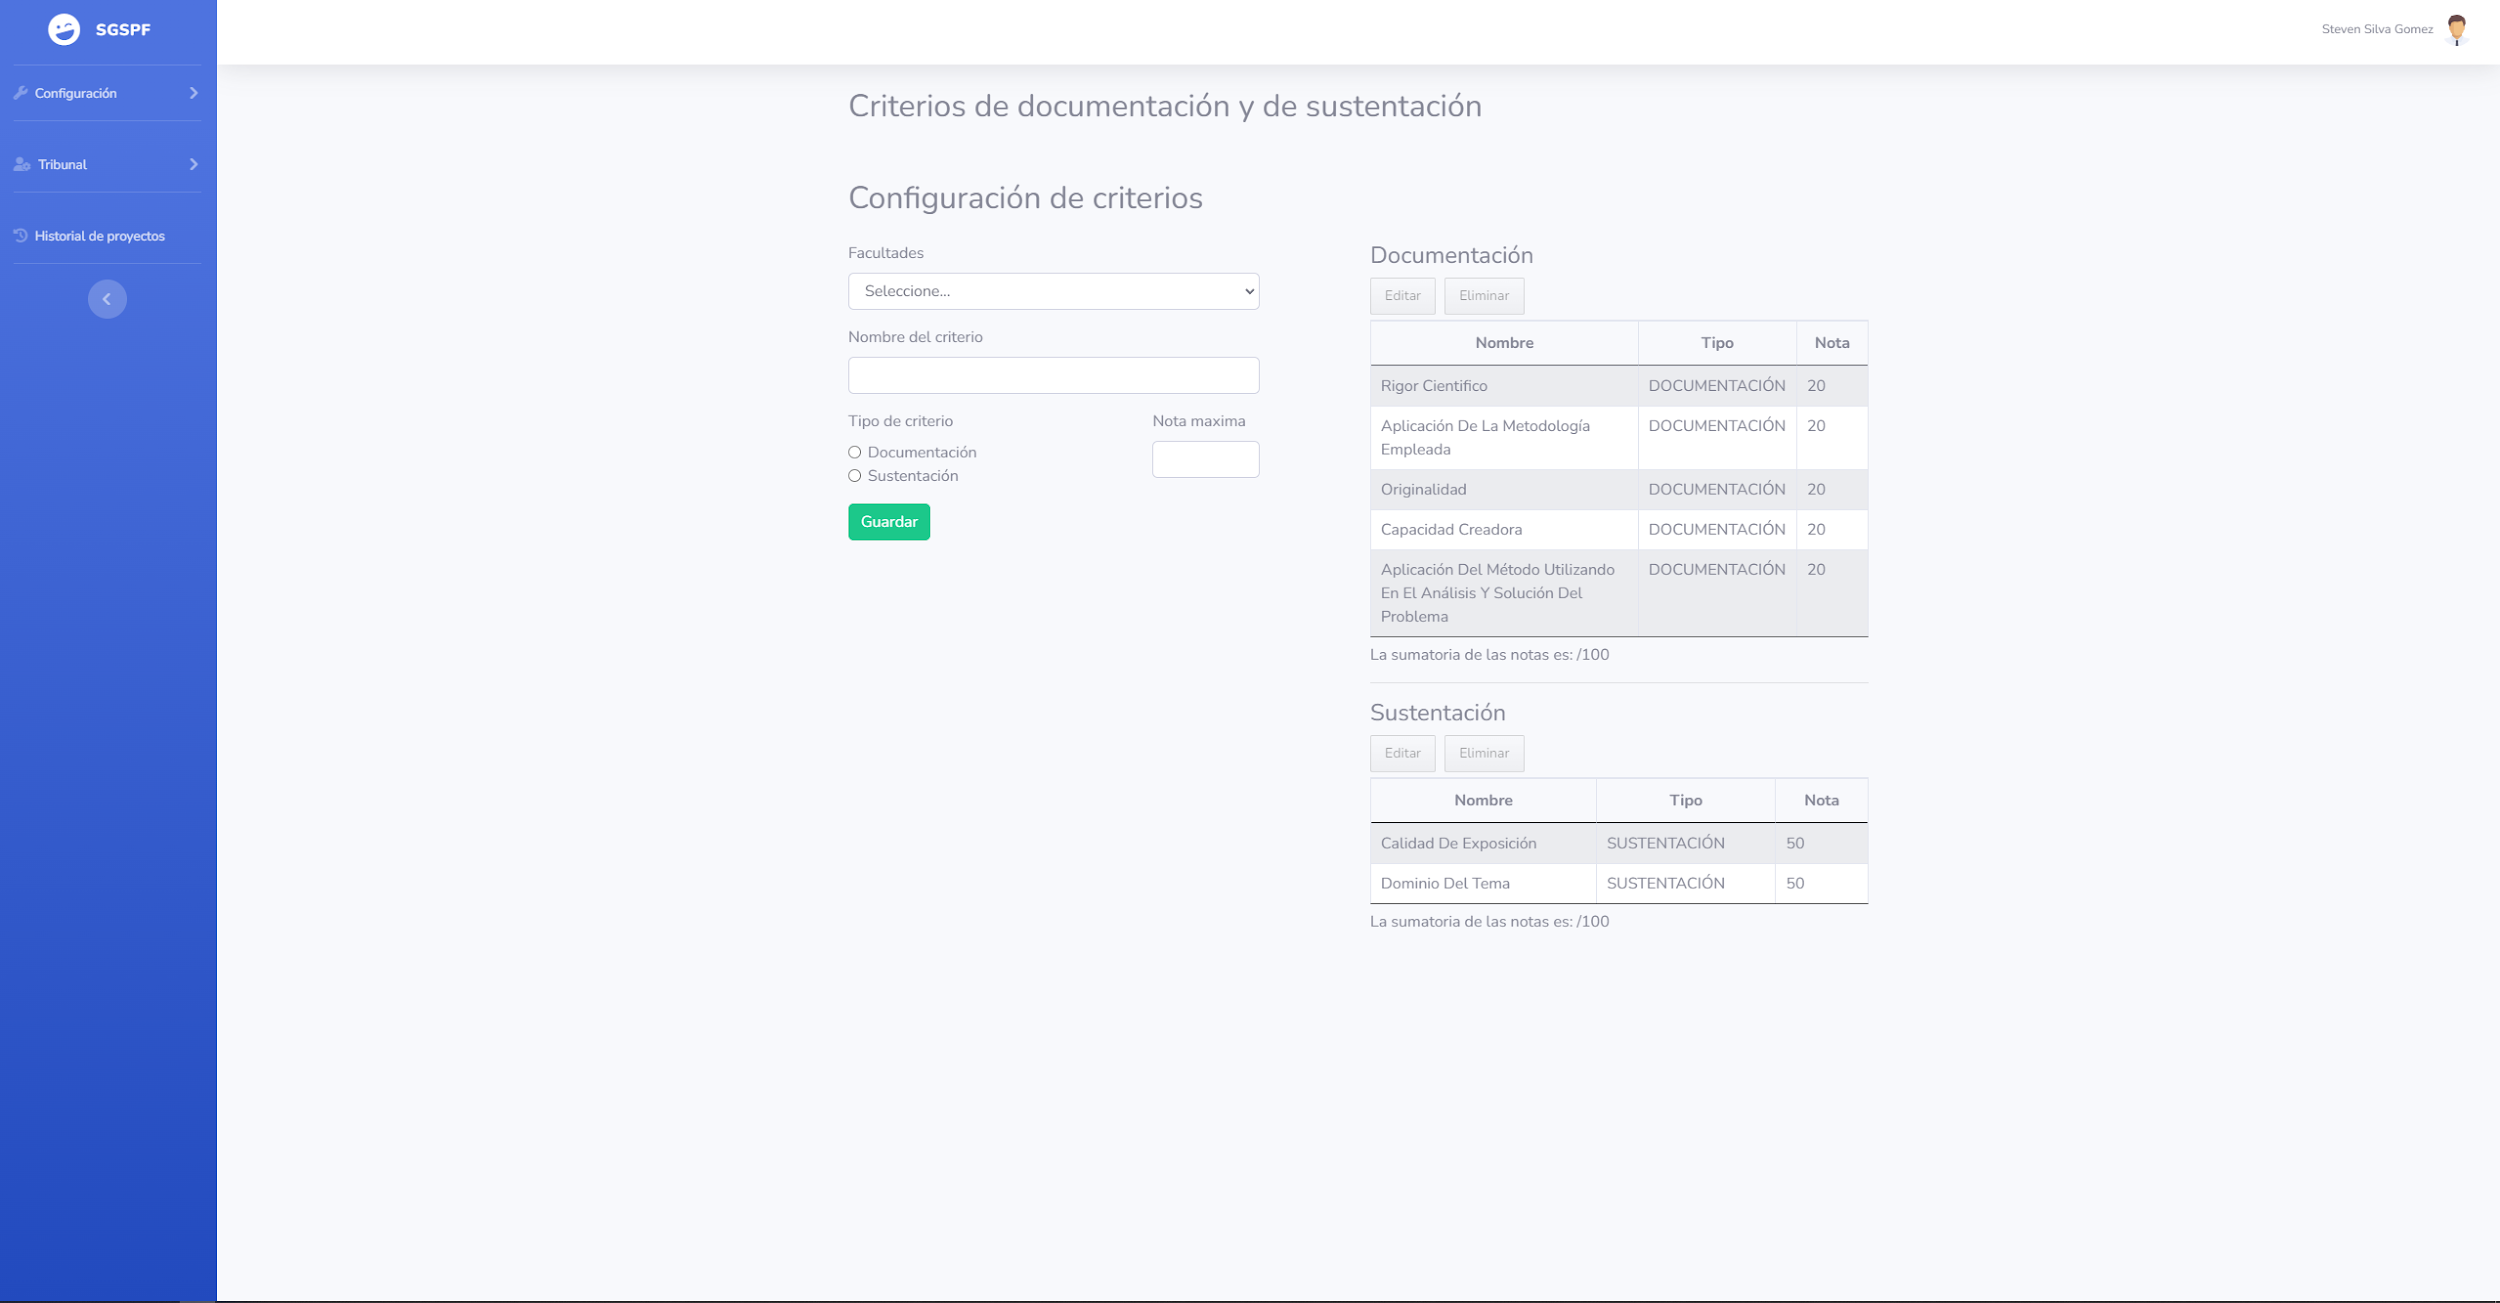 SGSPF
Steven Silva Gomez
Configuración
Tribunal
Historial de proyectos
Criterios de documentación y de sustentación
Configuración de criterios
Facultades
Seleccione...
Nombre del criterio
Tipo de criterio
Nota maxima
Documentación
Sustentación
Guardar
Documentación
Editar Eliminar
Nombre Tipo Nota
Rigor Cientifico DOCUMENTACIÓN 20
Aplicación De La Metodología DOCUMENTACIÓN 20
Empleada
Originalidad DOCUMENTACIÓN 20
Capacidad Creadora DOCUMENTACIÓN 20
Aplicación Del Método Utilizando DOCUMENTACIÓN 20
En El Análisis Y Solución Del
Problema
La sumatoria de las notas es: /100
Sustentación
Editar Eliminar
Nombre Tipo Nota
Calidad De Exposición SUSTENTACIÓN 50
Dominio Del Tema SUSTENTACIÓN 50
La sumatoria de las notas es: /100